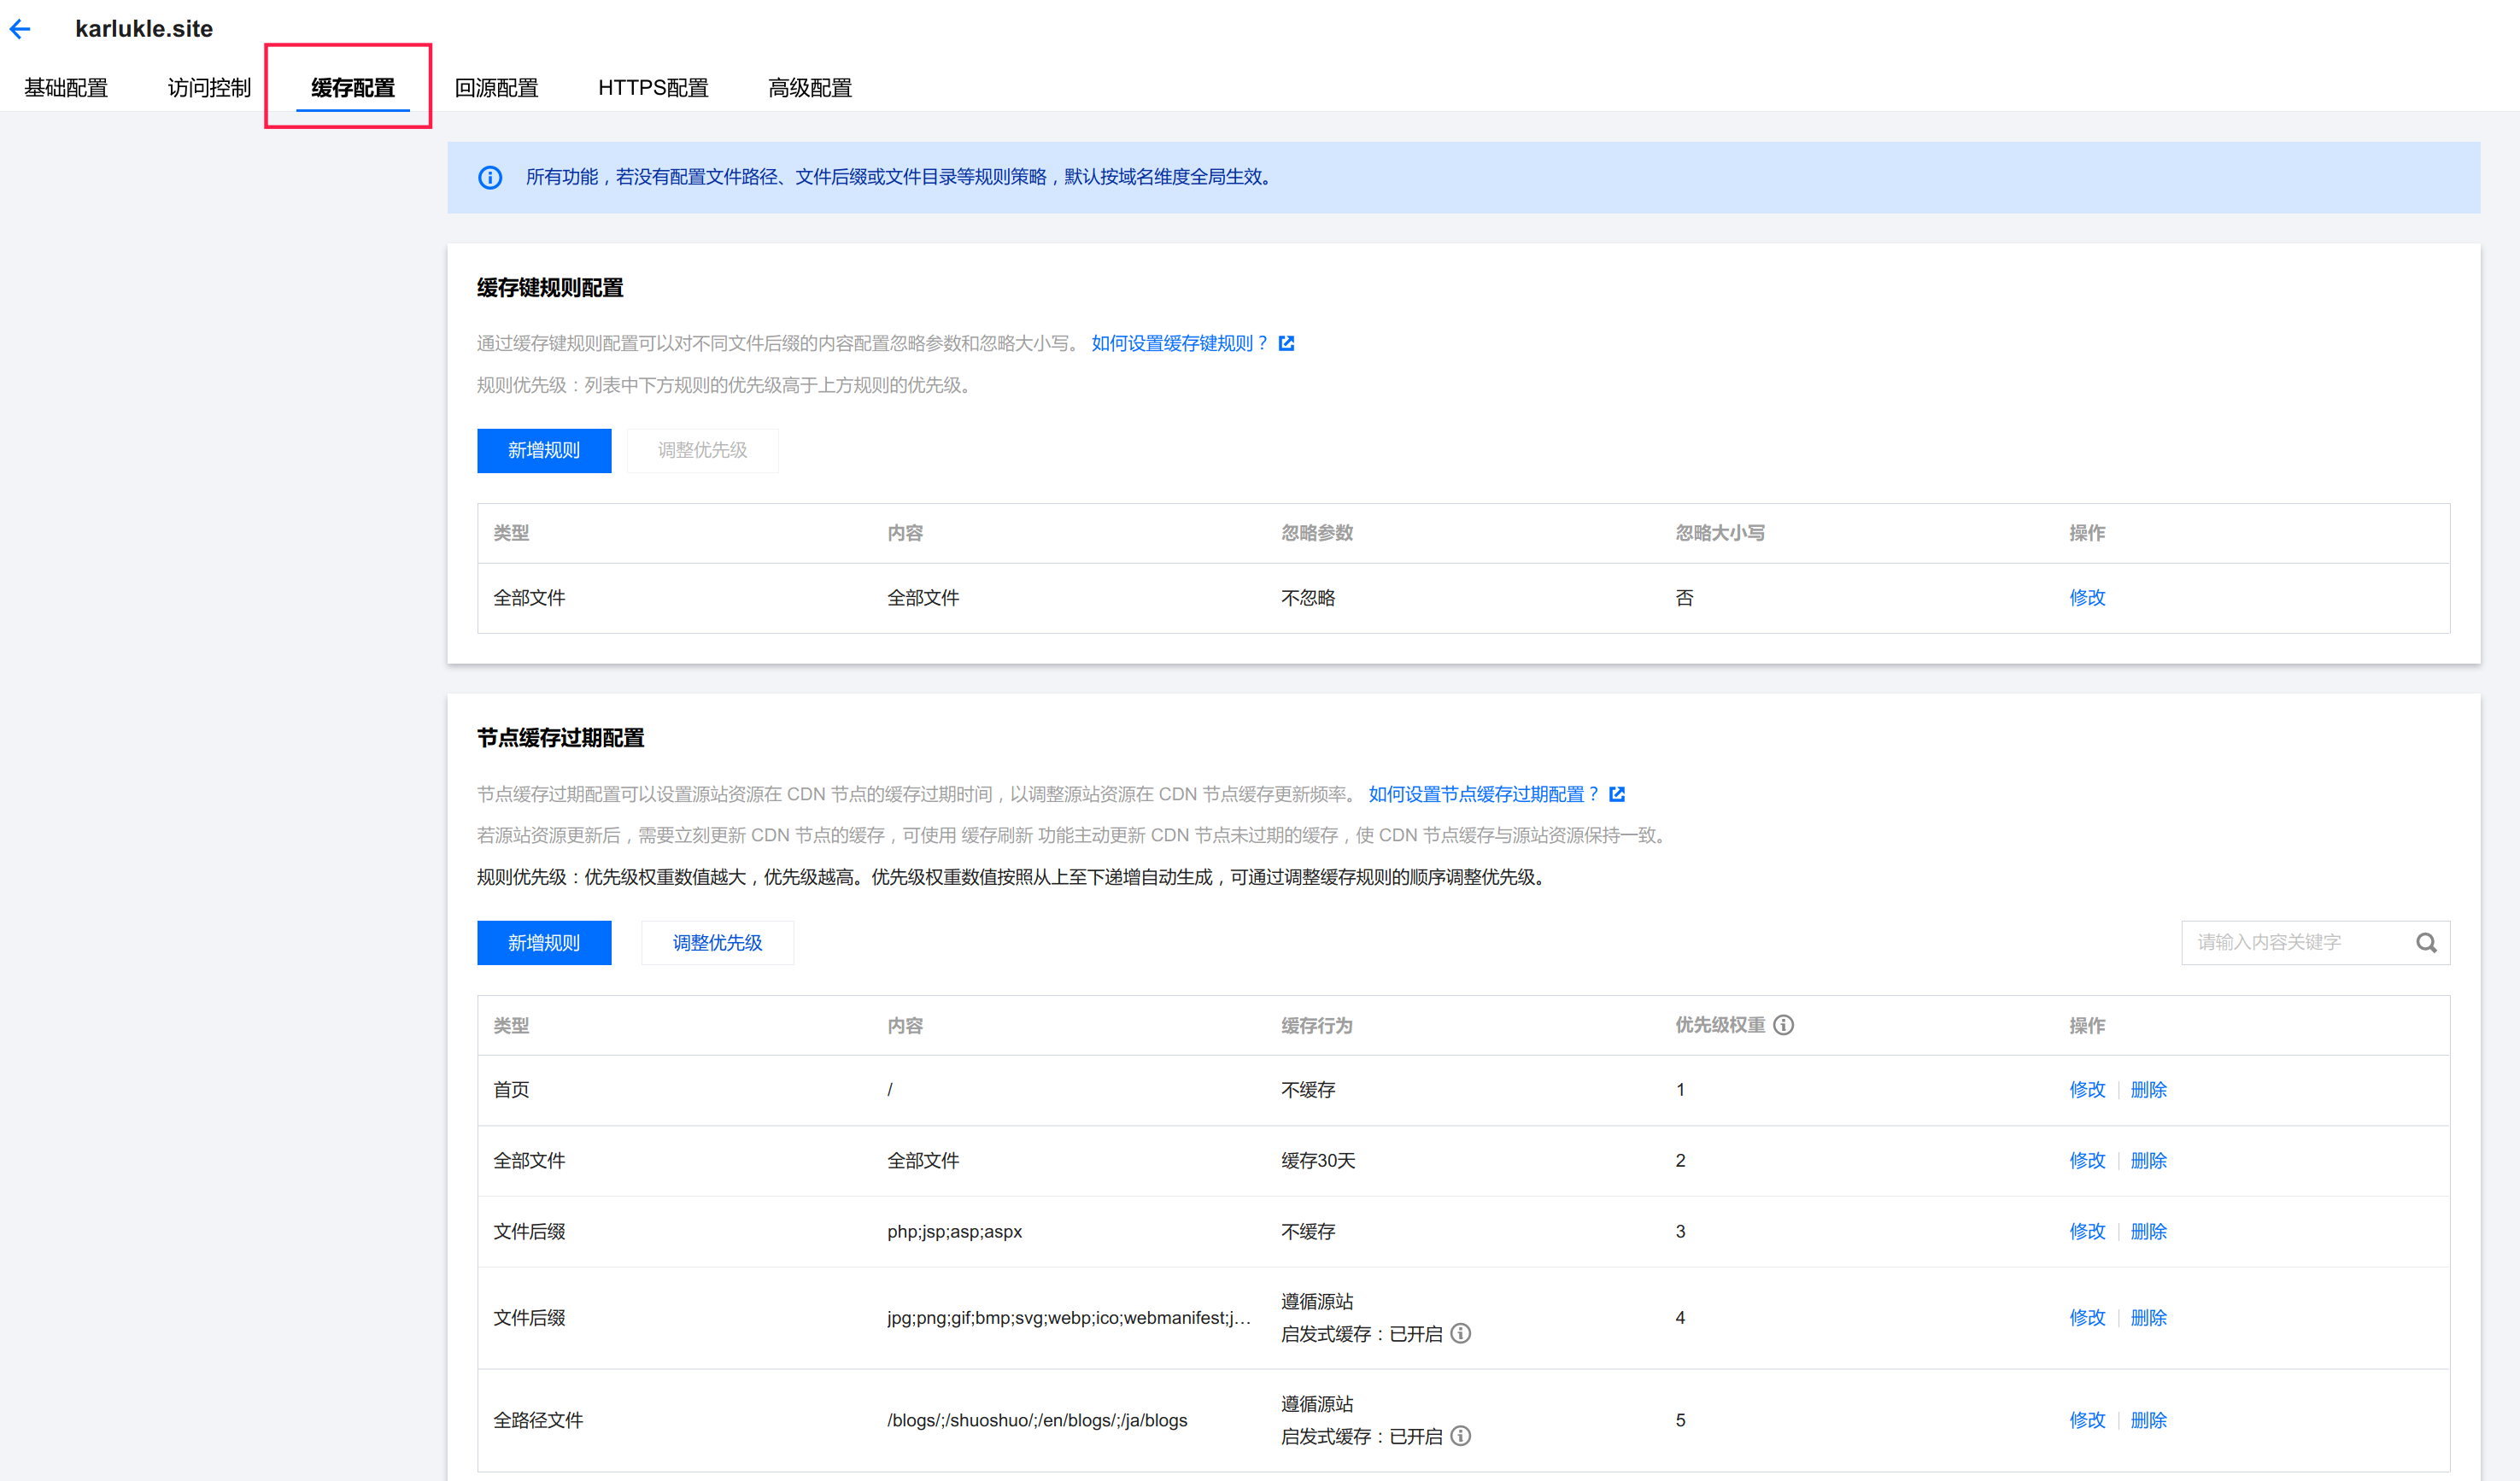 karlukle.site
基础配置 访问控制 缓存配置 回源配置 HTTPS配置 高级配置
所有功能，若没有配置文件路径、文件后缀或文件目录等规则策略，默认按域名维度全局生效。
缓存键规则配置
通过缓存键规则配置可以对不同文件后缀的内容配置忽略参数和忽略大小写。 如何设置缓存键规则？
规则优先级：列表中下方规则的优先级高于上方规则的优先级。
新增规则 调整优先级
类型 内容 忽略参数 忽略大小写 操作
全部文件 全部文件 不忽略 否 修改
节点缓存过期配置
节点缓存过期配置可以设置源站资源在 CDN 节点的缓存过期时间，以调整源站资源在 CDN 节点缓存更新频率。 如何设置节点缓存过期配置？
若源站资源更新后，需要立刻更新 CDN 节点的缓存，可使用 缓存刷新 功能主动更新 CDN 节点未过期的缓存，使 CDN 节点缓存与源站资源保持一致。
规则优先级：优先级权重数值越大，优先级越高。优先级权重数值按照从上至下递增自动生成，可通过调整缓存规则的顺序调整优先级。
新增规则 调整优先级 请输入内容关键字
类型 内容 缓存行为 优先级权重 操作
首页 / 不缓存 1 修改 删除
全部文件 全部文件 缓存30天 2 修改 删除
文件后缀 php;jsp;asp;aspx 不缓存 3 修改 删除
文件后缀 jpg;png;gif;bmp;svg;webp;ico;webmanifest;j... 遵循源站 4 修改 删除
启发式缓存：已开启
全路径文件 /blogs/;/shuoshuo/;/en/blogs/;/ja/blogs 遵循源站 5 修改 删除
启发式缓存：已开启